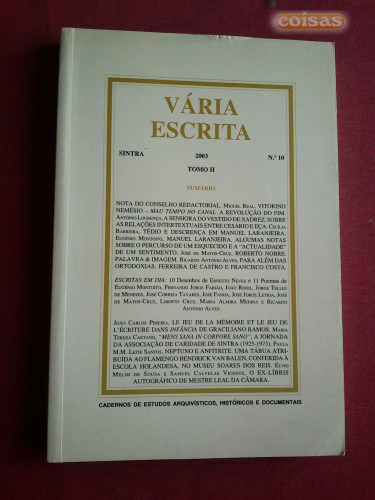 coisas
VÁRIA
ESCRITA
SINTRA 2003 N.º 10
TOMO II
SUMÁRIO
NOTA DO CONSELHO REDACTORIAL. MIGUEL REAL, VITORINO
NEMÉSIO – MAU TEMPO NO CANAL. A REVOLUÇÃO DO FIM.
ANTÓNIO LOURENÇO, A SENHORA DO VESTIDO DE XADREZ. SOBRE
AS RELAÇÕES INTERTEXTUAIS ENTRE CESÁRIO E EÇA. CECÍLIA
BARREIRA, TÉDIO E DESCRENÇA EM MANUEL LARANJEIRA.
EUGÉNIO MONTOITO, MANUEL LARANJEIRA. ALGUMAS NOTAS
SOBRE O PERCURSO DE UM ESQUECIDO E A "ACTUALIDADE"
DE UM SENTIMENTO. JOSÉ DE MATOS-CRUZ, ROBERTO NOBRE.
PALAVRA & IMAGEM. RICARDO ANTÓNIO ALVES, PARA ALÉM DAS
ORTODOXIAS: FERREIRA DE CASTRO E FRANCISCO COSTA.
ESCRITAS EM DIA: 10 Desenhos de ERNESTO NEVES e 11 Poemas de
EUGÉNIO MONTOITO, FERNANDO JORGE FABIÃO, JOÃO RODIL, JORGE TELLES
DE MENEZES, JOSÉ CORREIA TAVARES, JOSÉ FANHA, JOSÉ JORGE LETRIA, JOSÉ
DE MATOS-CRUZ, LIBERTO CRUZ, MARIA ALMIRA MEDINA E RICARDO
ANTÓNIO ALVES.
JOÃO CARLOS PEREIRA, LE JEU DE LA MÉMOIRE ET LE JEU DE
L'ÉCRITURE DANS INFÂNCIA DE GRACILIANO RAMOS. MARIA
TERESA CAETANO, "MENS SANA IN CORPORE SANO", A JORNADA
DA ASSOCIAÇÃO DE CARIDADE DE SINTRA (1925-1975). PAULA
M.M. LEITE SANTOS, NEPTUNO E ANFITRITE: UMA TÁBUA ATRI-
BUÍDA AO FLAMENGO HENDRICK VAN BALEN, CONFERIDA À
ESCOLA HOLANDESA, NO MUSEU SOARES DOS REIS. ÉLVIO
MELIM DE SOUSA E SAMUEL CALVELAS VICENTE, O EX-LÍBRIS
AUTOGRÁFICO DE MESTRE LEAL DA CÂMARA.
CADERNOS DE ESTUDOS ARQUIVÍSTICOS, HISTÓRICOS E DOCUMENTAIS